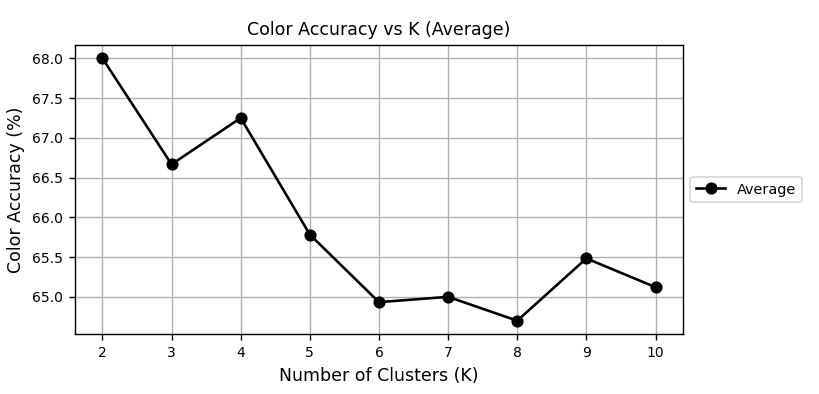 Color Accuracy vs K (Average)
68.0
67.5
67.0
66.5
66.0
65.5
65.0
Color Accuracy (%)
2 3 4 5 6 7 8 9 10
Number of Clusters (K)
Average